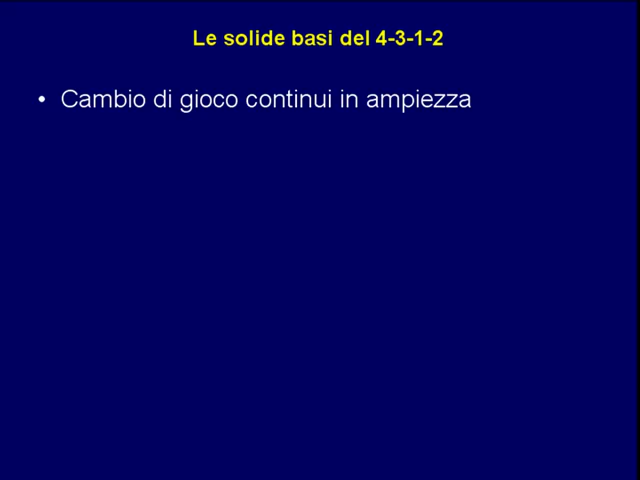 Le solide basi del 4-3-1-2
• Cambio di gioco continui in ampiezza